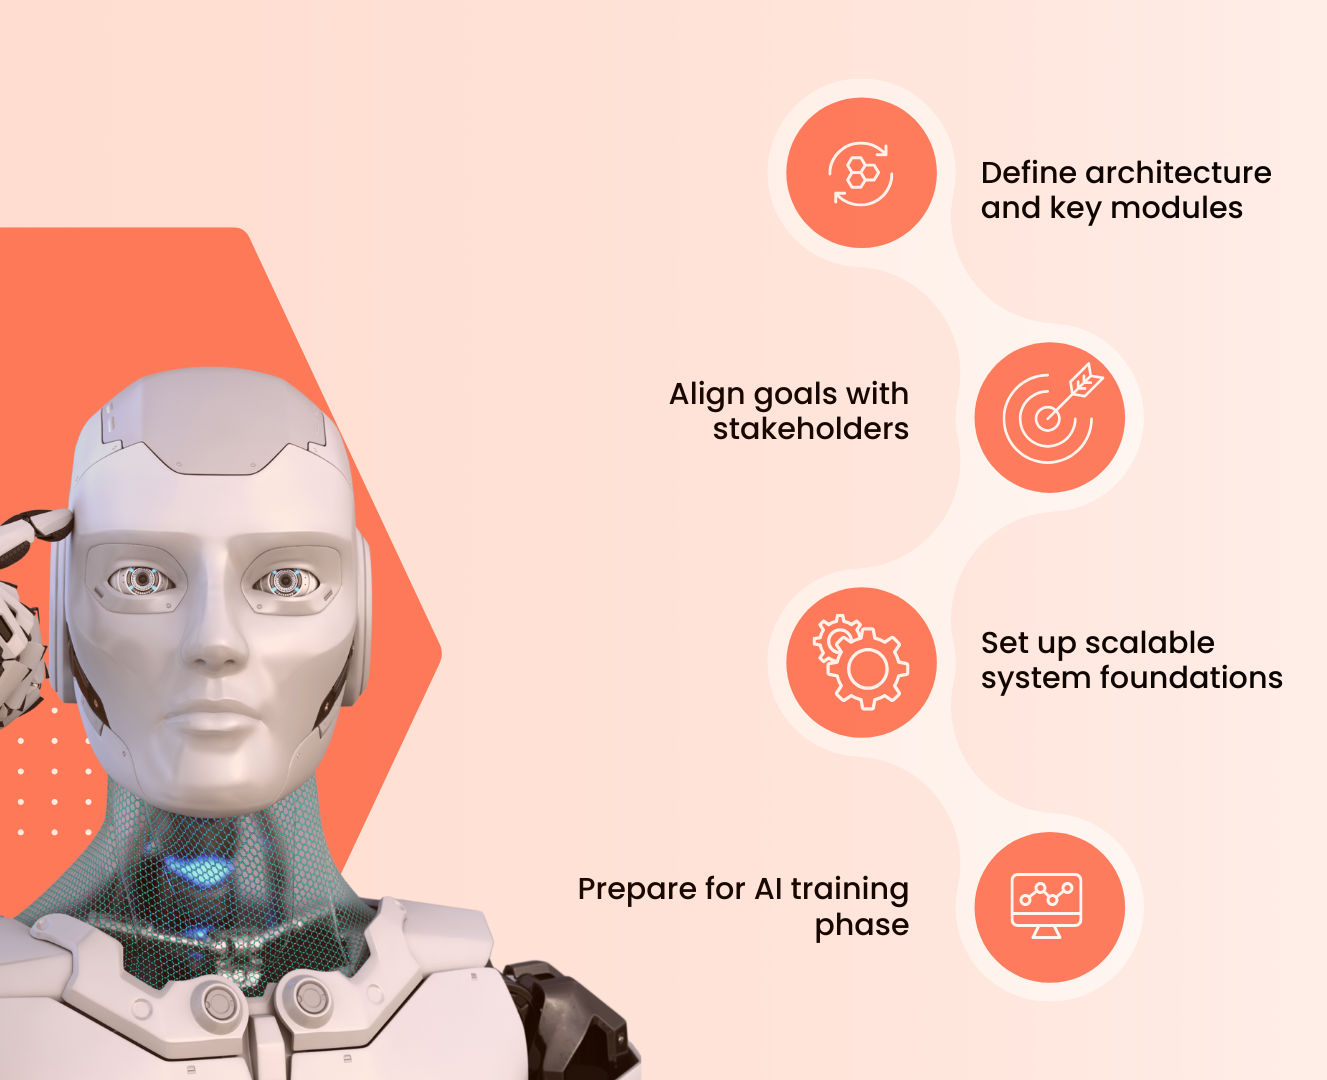 Define architecture
and key modules
Align goals with
stakeholders
Set up scalable
system foundations
Prepare for AI training
phase